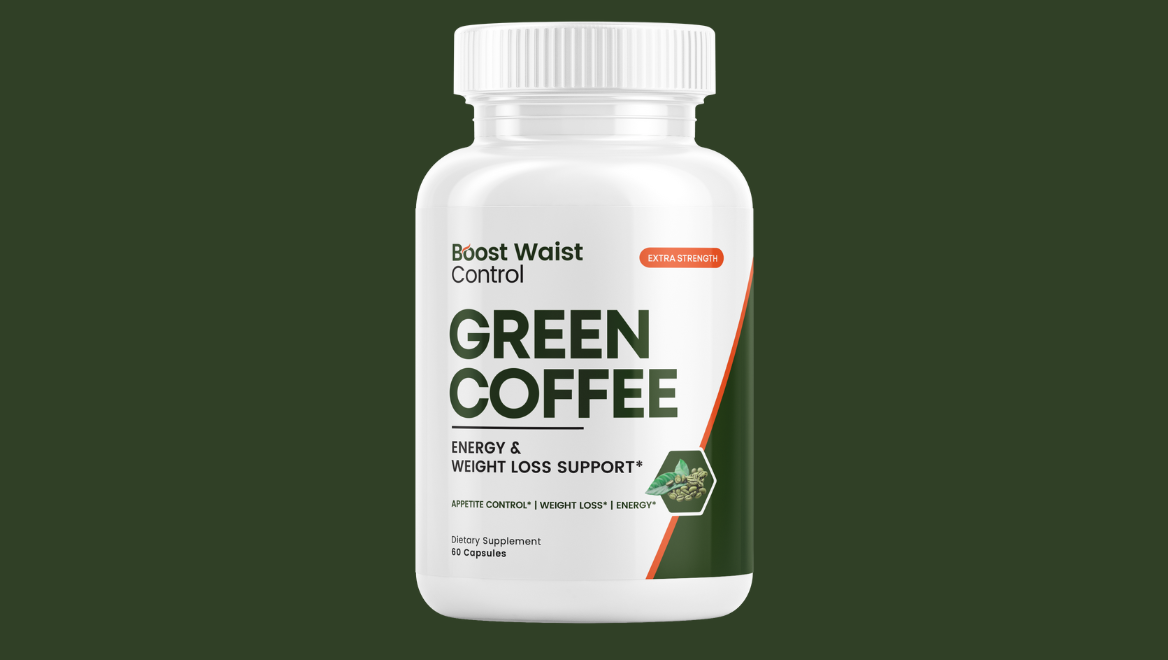 Boost Waist
Control
EXTRA STRENGTH
GREEN
COFFEE
ENERGY &
WEIGHT LOSS SUPPORT*
APPETITE CONTROL* | WEIGHT LOSS* | ENERGY*
Dietary Supplement
60 Capsules